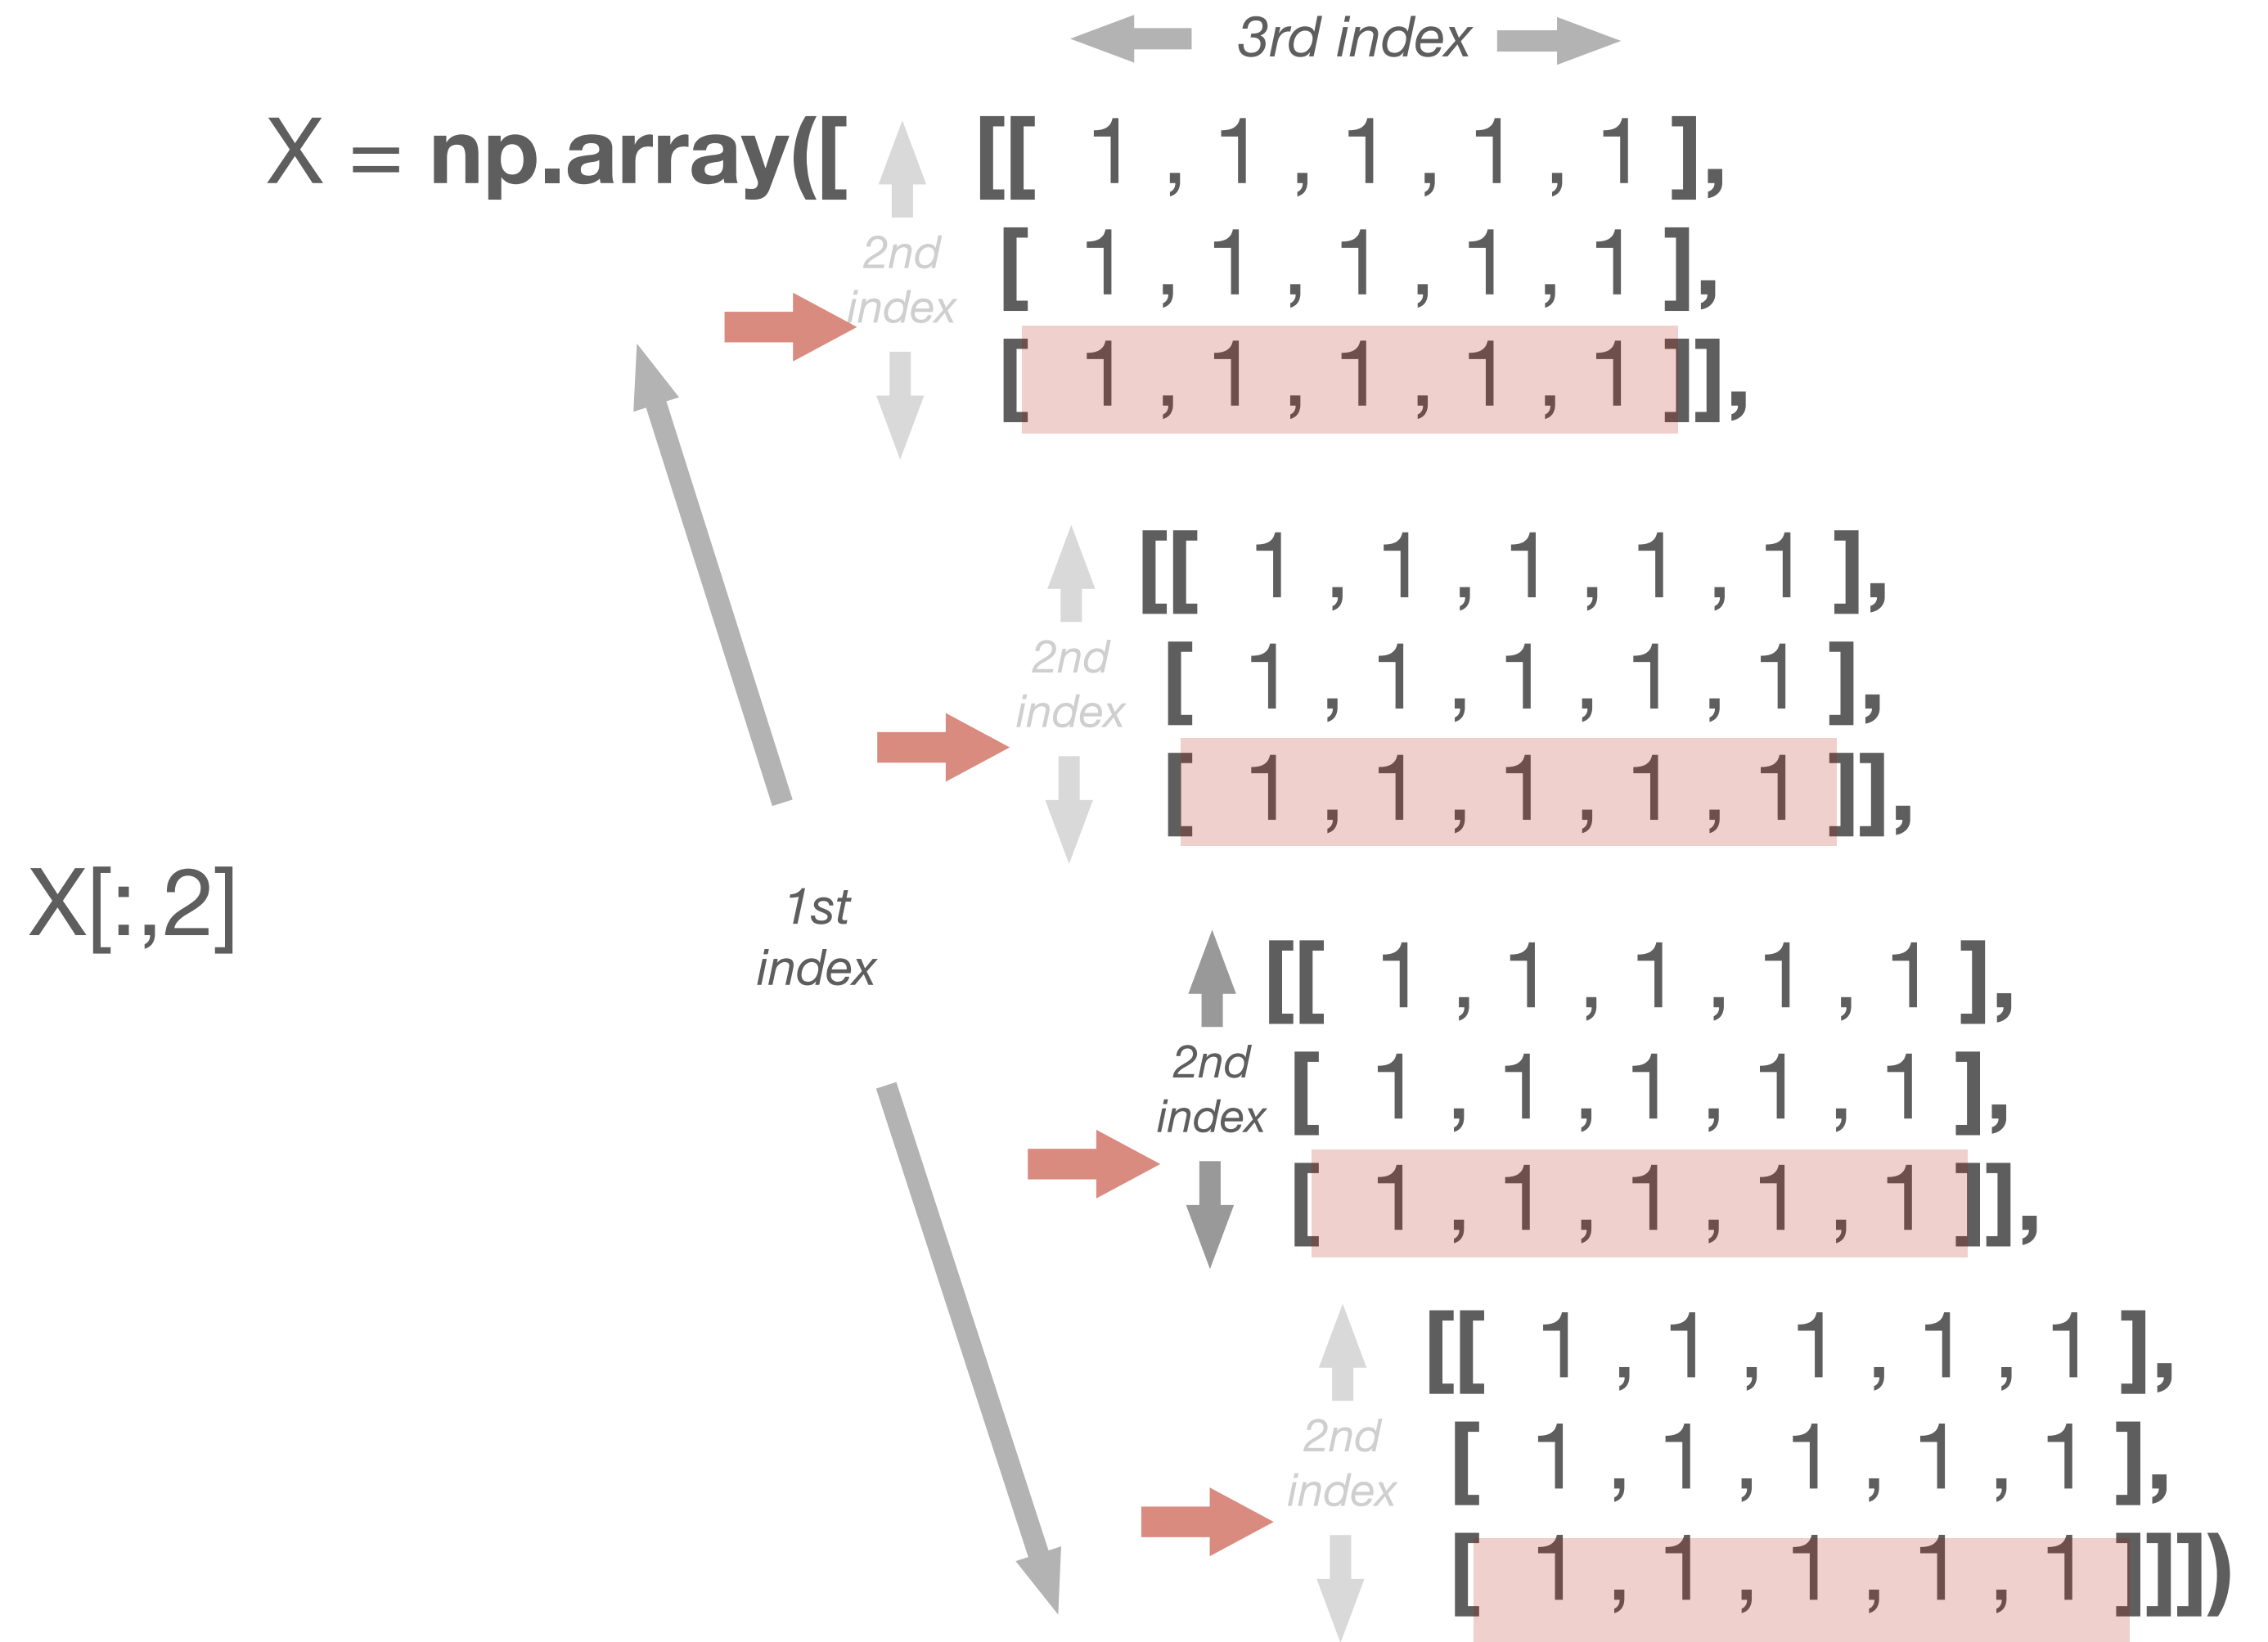 3rd index
X = np.array([ [[ 1 , 1 , 1 , 1 , 1 ],
2nd
index
[ 1 , 1 , 1 , 1 , 1 ],
[ 1 , 1 , 1 , 1 , 1 ]],
[[ 1 , 1 , 1 , 1 , 1 ],
2nd
index
[ 1 , 1 , 1 , 1 , 1 ],
[ 1 , 1 , 1 , 1 , 1 ]],
X[:,2]
1st
index
[[ 1 , 1 , 1 , 1 , 1 ],
2nd
index
[ 1 , 1 , 1 , 1 , 1 ],
[ 1 , 1 , 1 , 1 , 1 ]],
[[ 1 , 1 , 1 , 1 , 1 ],
2nd
index
[ 1 , 1 , 1 , 1 , 1 ],
[ 1 , 1 , 1 , 1 , 1 ]]])